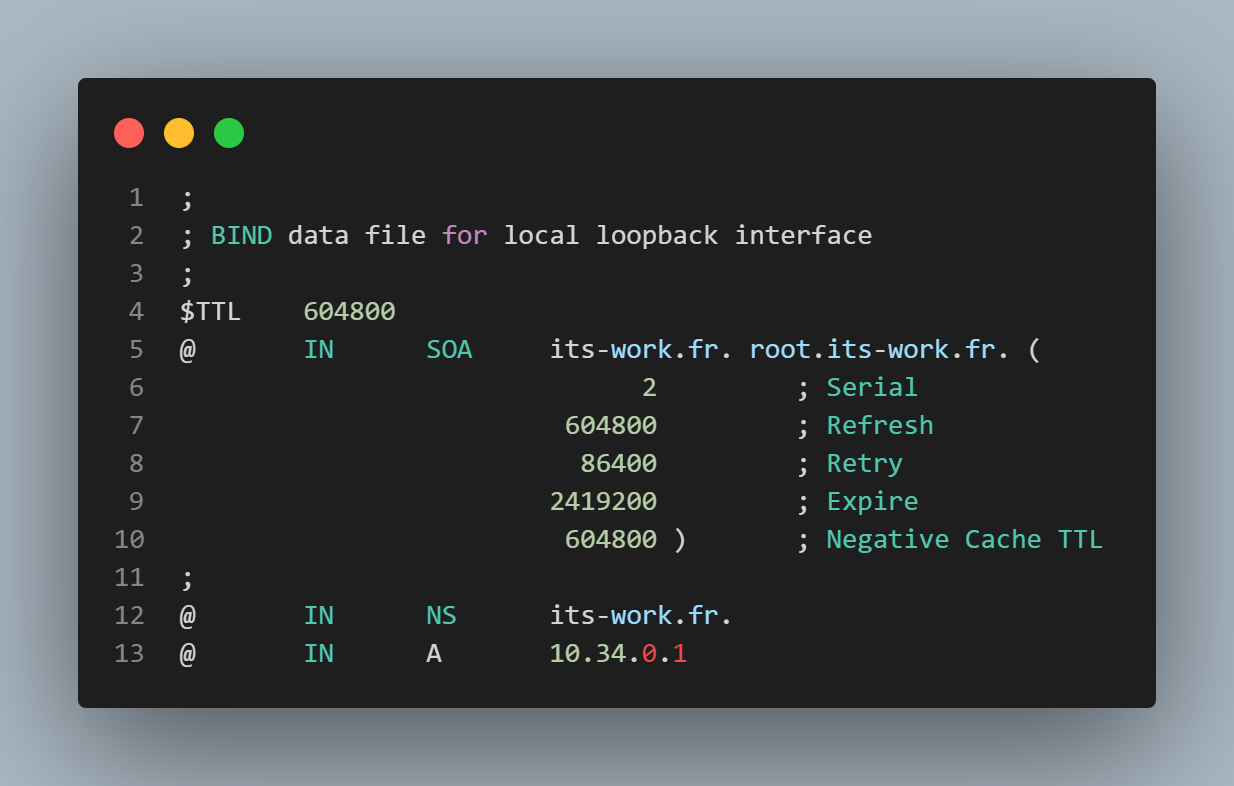 1 ;
2 ; BIND data file for local loopback interface
3 ;
4 $TTL    604800
5 @       IN      SOA     its-work.fr. root.its-work.fr. (
6                               2         ; Serial
7                          604800         ; Refresh
8                           86400         ; Retry
9                         2419200         ; Expire
10                         604800 )       ; Negative Cache TTL
11 ;
12 @       IN      NS      its-work.fr.
13 @       IN      A       10.34.0.1